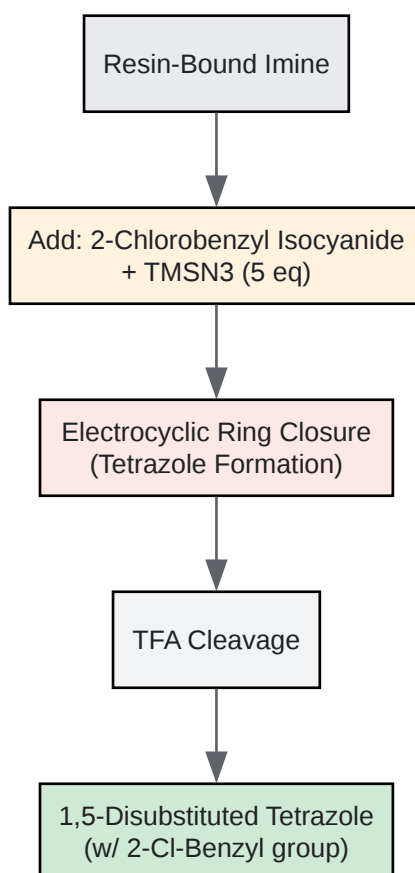 Resin-Bound Imine
Add: 2-Chlorobenzyl Isocyanide
+ TMSN3 (5 eq)
Electrocyclic Ring Closure
(Tetrazole Formation)
TFA Cleavage
1,5-Disubstituted Tetrazole
(w/ 2-Cl-Benzyl group)